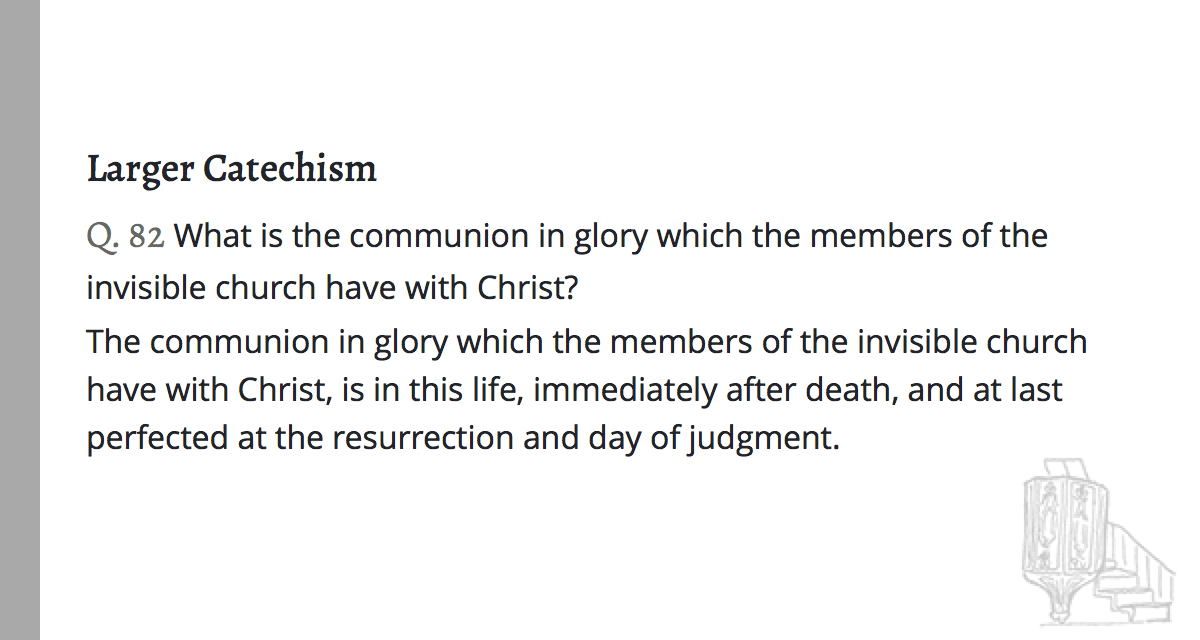 Larger Catechism
Q. 82 What is the communion in glory which the members of the
invisible church have with Christ?
The communion in glory which the members of the invisible church
have with Christ, is in this life, immediately after death, and at last
perfected at the resurrection and day of judgment.